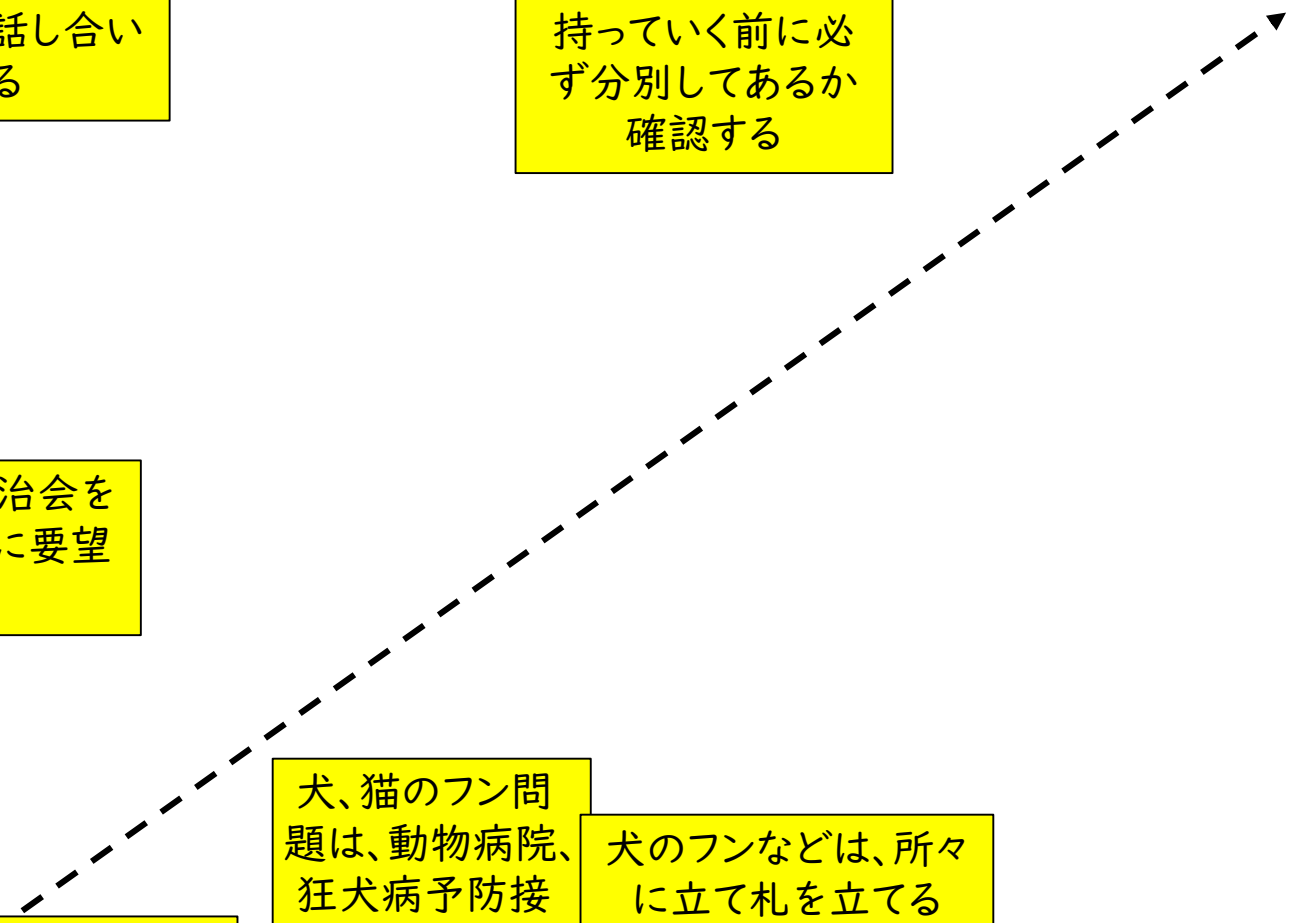 話し合い
る
持っていく前に必
ず分別してあるか
確認する
治会を
に要望
犬、猫のフン問
題は、動物病院、
狂犬病予防接
犬のフンなどは、所々
に立て札を立てる